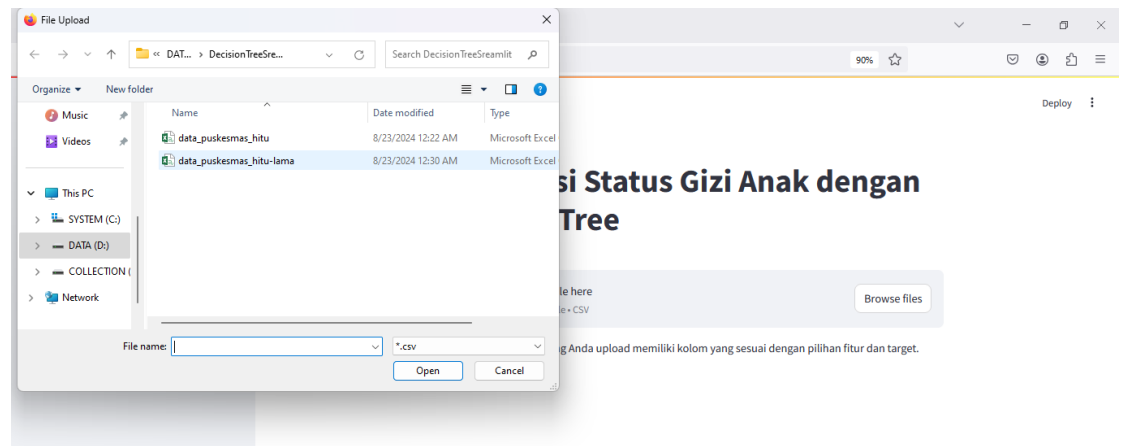 File Upload
« DAT... › DecisionTreeSre...
Search DecisionTreeSreamlit
90%
Organize
New folder
Deploy
Music
Videos
This PC
SYSTEM (C:)
DATA (D:)
COLLECTION (
Network
Name Date modified Type
data_puskesmas_hitu 8/23/2024 12:22 AM Microsoft Excel
data_puskesmas_hitu-lama 8/23/2024 12:30 AM Microsoft Excel
si Status Gizi Anak dengan
Tree
le here
le • CSV
Browse files
g Anda upload memiliki kolom yang sesuai dengan pilihan fitur dan target.
File name:
*.csv
Open
Cancel